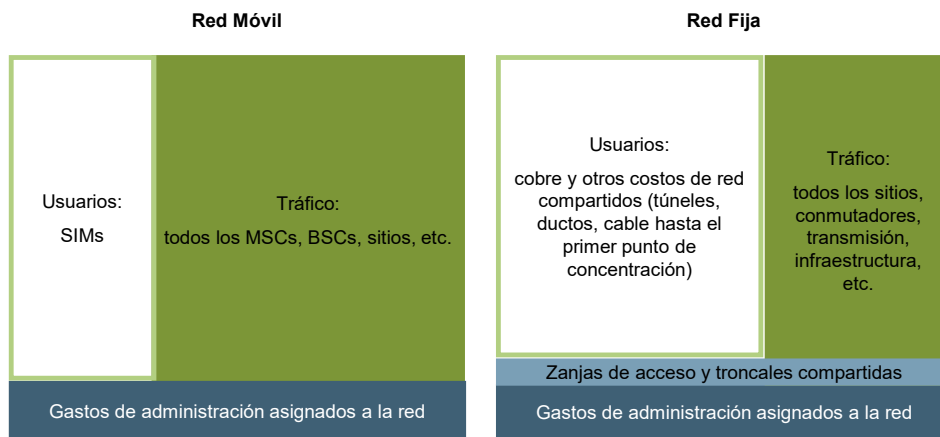 Red Móvil
Usuarios:
SIMs
Tráfico:
todos los MSCs, BSCs, sitios, etc.
Gastos de administración asignados a la red
Red Fija
Usuarios:
cobre y otros costos de red
compartidos (túneles,
ductos, cable hasta el
primer punto de
concentración)
Tráfico:
todos los sitios,
conmutadores,
transmisión,
infraestructura,
etc.
Zanjas de acceso y troncales compartidas
Gastos de administración asignados a la red